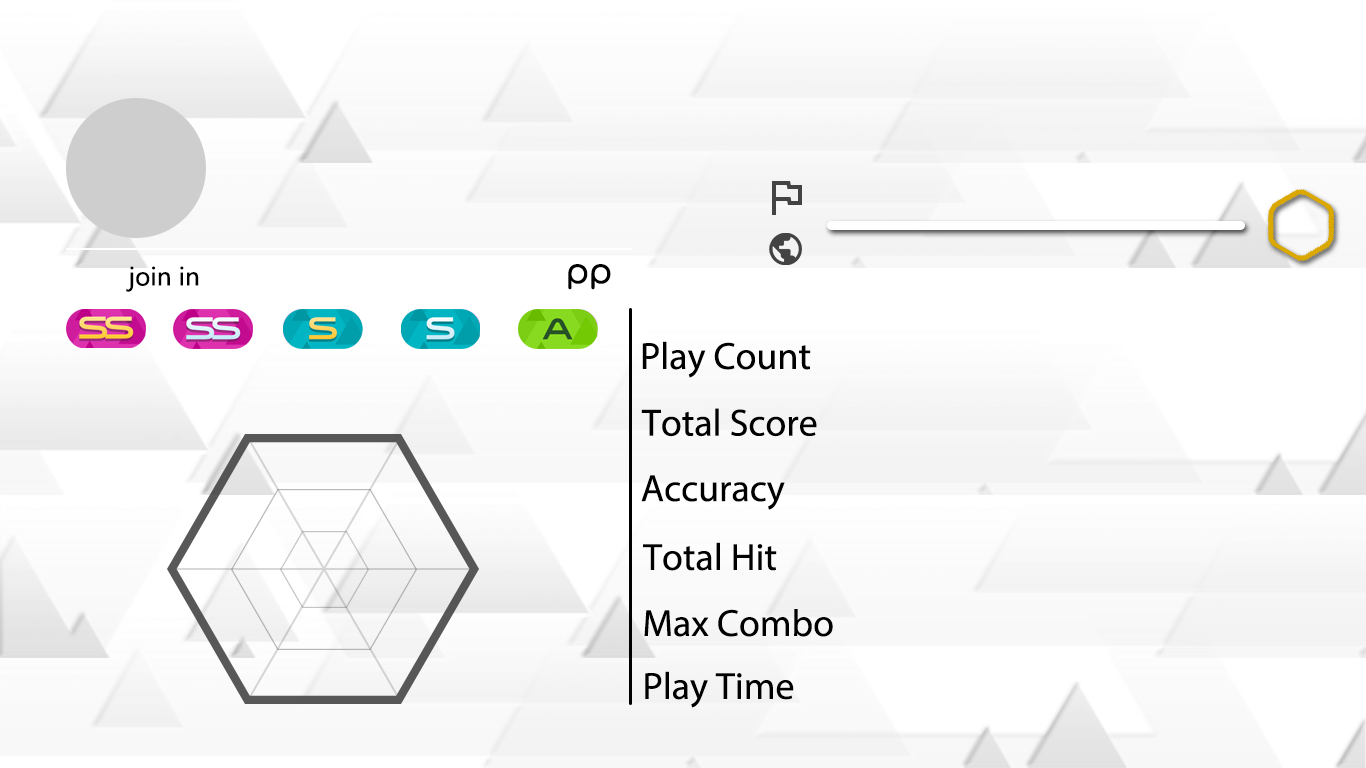 join in
pp
SS SS S S A
Play Count
Total Score
Accuracy
Total Hit
Max Combo
Play Time